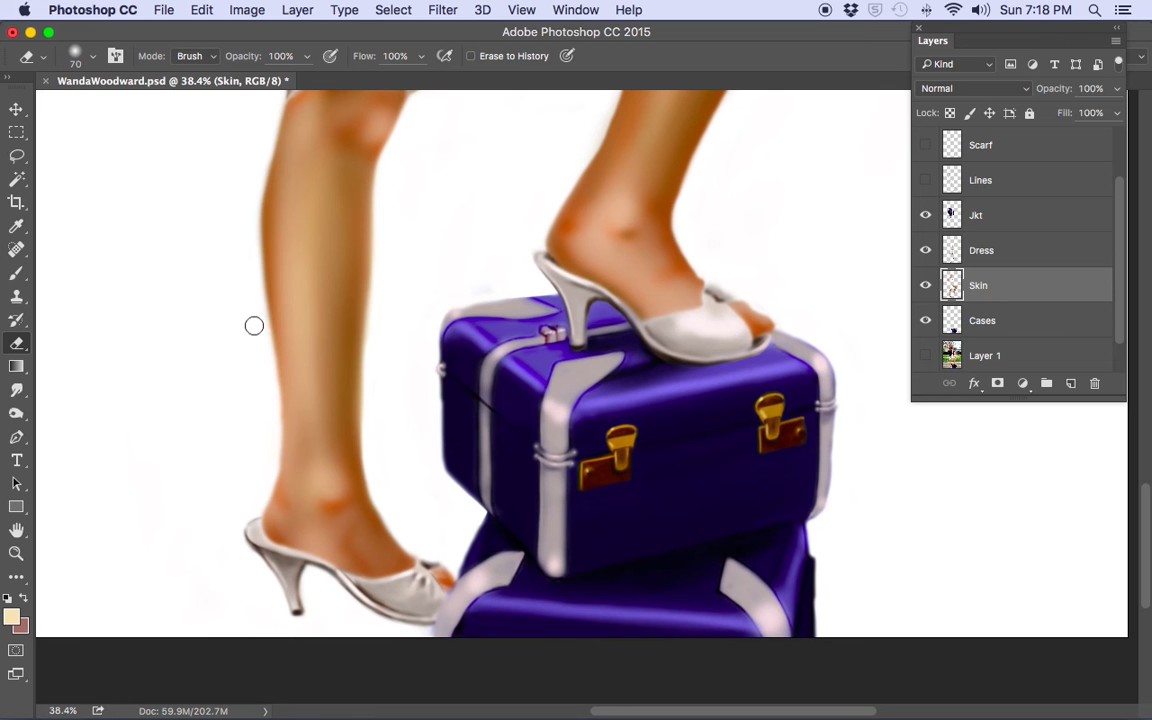 Photoshop CC File Edit Image Layer Type Select Filter 3D View Window Help Sun 7:18 PM
Adobe Photoshop CC 2015
70 Mode: Brush Opacity: 100% Flow: 100% Erase to History
WandaWoodward.psd @ 38.4% (Skin, RGB/8) *
Layers
Kind
Normal Opacity: 100%
Lock: Fill: 100%
Scarf
Lines
Jkt
Dress
Skin
Cases
Layer 1
fx
38.4% Doc: 59.9M/202.7M